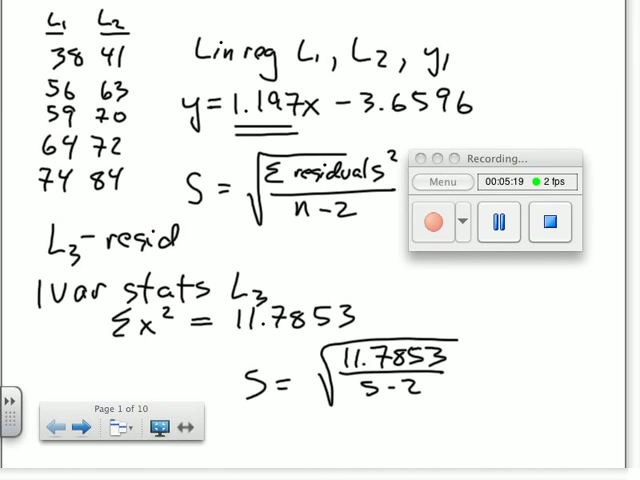 L₁ L₂
38 41
56 63
59 70
64 72
74 84
Linreg L₁, L₂, y₁
y = 1.197x - 3.6596
S = √(Σ residuals² / n - 2)
L₃ - resid
1 Var stats L₃
Σx² = 11.7853
S = √(11.7853 / 5 - 2)
Recording...
Menu
00:05:19 2 fps
Page 1 of 10